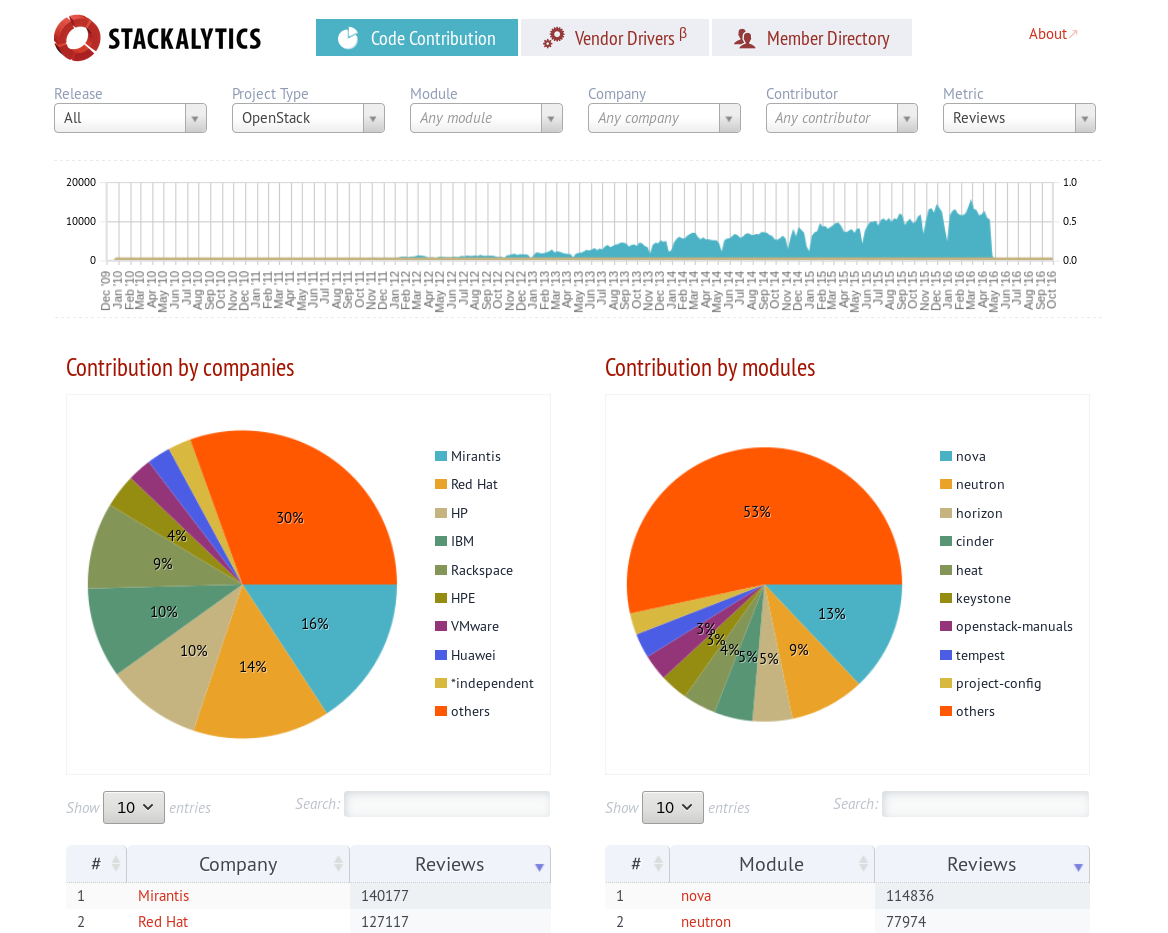 STACKALYTICS
Code Contribution
Vendor Drivers β
Member Directory
About
Release Project Type Module Company Contributor Metric
All OpenStack Any module Any company Any contributor Reviews
20000 1.0
10000 0.5
0 0.0
Dec '09 Jan '10 Feb '10 Mar '10 Apr '10 May '10 Jun '10 Jul '10 Aug '10 Sep '10 Oct '10 Nov '10 Dec '10 Jan '11 Feb '11 Mar '11 Apr '11 May '11 Jun '11 Jul '11 Aug '11 Sep '11 Oct '11 Nov '11 Dec '11 Jan '12 Feb '12 Mar '12 Apr '12 May '12 Jun '12 Jul '12 Aug '12 Sep '12 Oct '12 Nov '12 Dec '12 Jan '13 Feb '13 Mar '13 Apr '13 May '13 Jun '13 Jul '13 Aug '13 Sep '13 Oct '13 Nov '13 Dec '13 Jan '14 Feb '14 Mar '14 Apr '14 May '14 Jun '14 Jul '14 Aug '14 Sep '14 Oct '14 Nov '14 Dec '14 Jan '15 Feb '15 Mar '15 Apr '15 May '15 Jun '15 Jul '15 Aug '15 Sep '15 Oct '15 Nov '15 Dec '15 Jan '16 Feb '16 Mar '16 Apr '16 May '16 Jun '16 Jul '16 Aug '16 Sep '16 Oct '16
Contribution by companies
30%
4%
9%
10%
10%
14%
16%
Mirantis
Red Hat
HP
IBM
Rackspace
HPE
VMware
Huawei
*independent
others
Show 10 entries
Search:
# Company Reviews
1 Mirantis 140177
2 Red Hat 127117
Contribution by modules
53%
3%
3%
4%
5%
5%
9%
13%
nova
neutron
horizon
cinder
heat
keystone
openstack-manuals
tempest
project-config
others
Show 10 entries
Search:
# Module Reviews
1 nova 114836
2 neutron 77974